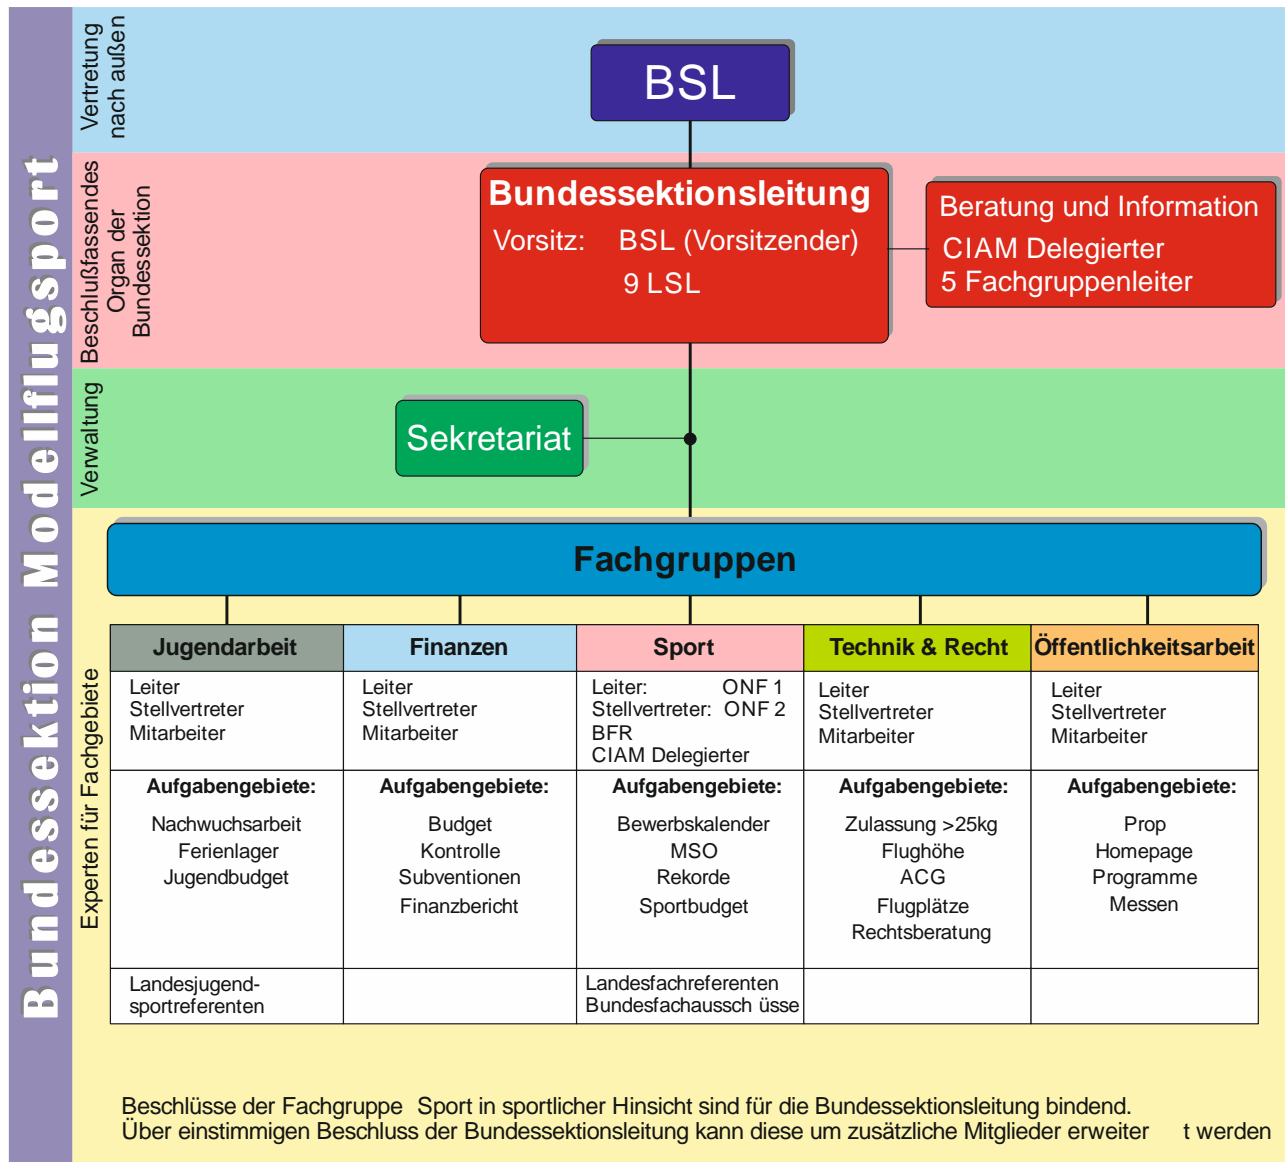 Bundessektion Modellflugsport
Vertretung
nach außen
BSL
Beschlußfassendes
Organ der
Bundessektion
Bundessektionsleitung
Vorsitz: BSL (Vorsitzender)
9 LSL
Beratung und Information
CIAM Delegierter
5 Fachgruppenleiter
Verwaltung
Sekretariat
Experten für Fachgebiete
Fachgruppen
Jugendarbeit
Leiter
Stellvertreter
Mitarbeiter
Aufgabengebiete:
Nachwuchsarbeit
Ferienlager
Jugendbudget
Landesjugend-
sportreferenten
Finanzen
Leiter
Stellvertreter
Mitarbeiter
Aufgabengebiete:
Budget
Kontrolle
Subventionen
Finanzbericht
Sport
Leiter: ONF 1
Stellvertreter: ONF 2
BFR
CIAM Delegierter
Aufgabengebiete:
Bewerbskalender
MSO
Rekorde
Sportbudget
Landesfachreferenten
Bundesfachaussch üsse
Technik & Recht
Leiter
Stellvertreter
Mitarbeiter
Aufgabengebiete:
Zulassung >25kg
Flughöhe
ACG
Flugplätze
Rechtsberatung
Öffentlichkeitsarbeit
Leiter
Stellvertreter
Mitarbeiter
Aufgabengebiete:
Prop
Homepage
Programme
Messen
Beschlüsse der Fachgruppe Sport in sportlicher Hinsicht sind für die Bundessektionsleitung bindend.
Über einstimmigen Beschluss der Bundessektionsleitung kann diese um zusätzliche Mitglieder erweiter t werden